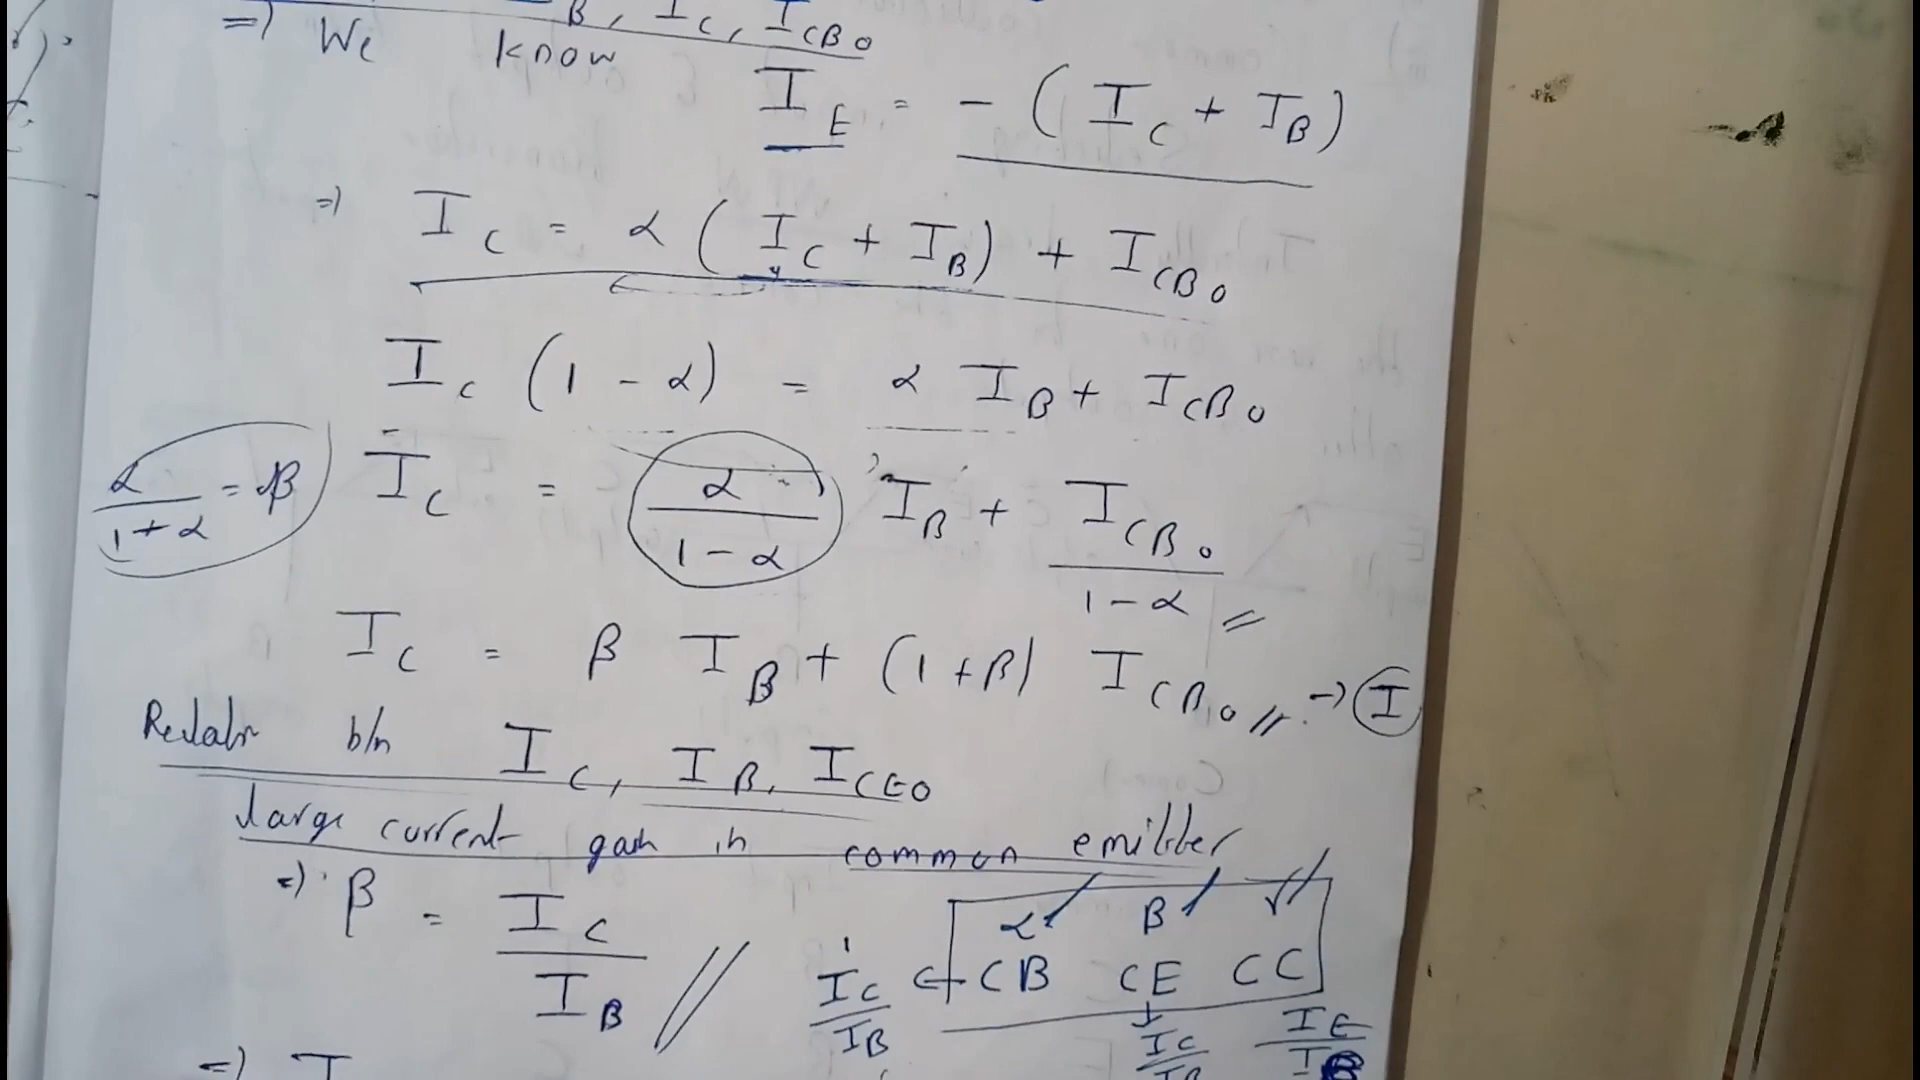 B, I_C, I_CBO
=) We know
I_E = - (I_C + I_B)
=) I_C = α (I_C + I_B) + I_CBO
I_C (1 - α) = α I_B + I_CBO
α/(1+α) = β
I_C = α/(1-α) I_B + I_CBO/(1-α)
I_C = β I_B + (1+β) I_CBO // → (I)
b/n I_C, I_B, I_CEO
large current gain in common emitter
=) β = I_C/I_B //
α β
CB CE CC
I_C/I_B I_C/I_B I_E/I_B
=) I